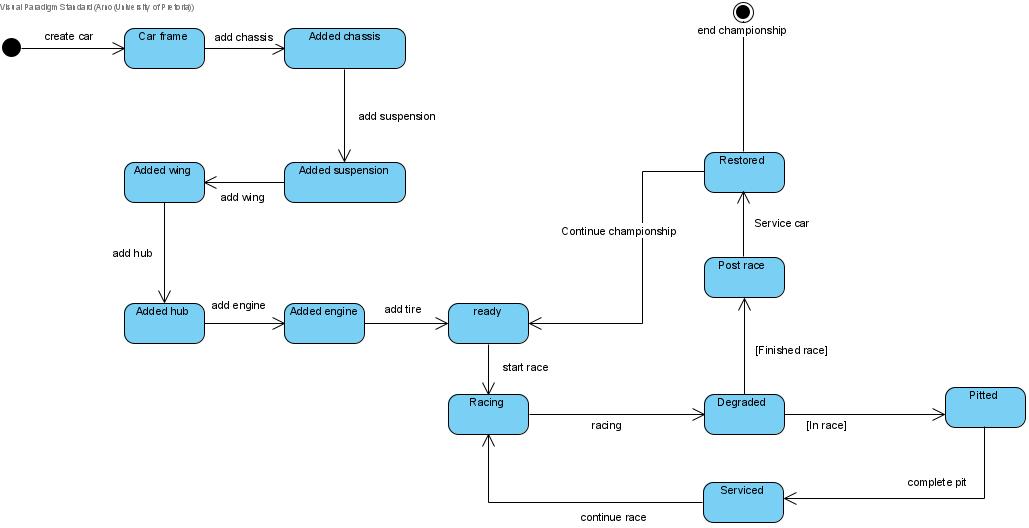 Visual Paradigm Standard (Arno (University of Pretoria))
create car
Car frame
add chassis
Added chassis
end championship
add suspension
Restored
Added wing
add wing
Added suspension
Service car
Continue championship
add hub
Post race
Added hub
add engine
Added engine
add tire
ready
[Finished race]
start race
Racing
racing
Degraded
[In race]
Pitted
complete pit
Serviced
continue race